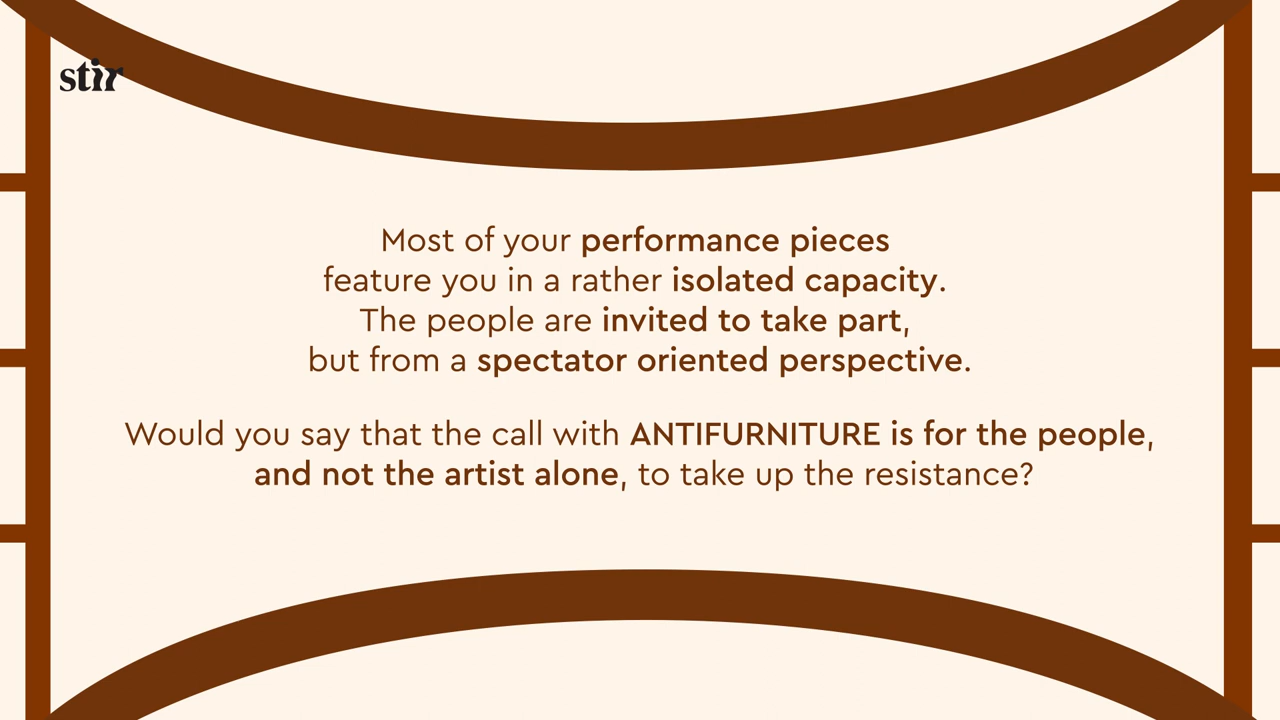 stir
Most of your performance pieces
feature you in a rather isolated capacity.
The people are invited to take part,
but from a spectator oriented perspective.
Would you say that the call with ANTIFURNITURE is for the people,
and not the artist alone, to take up the resistance?